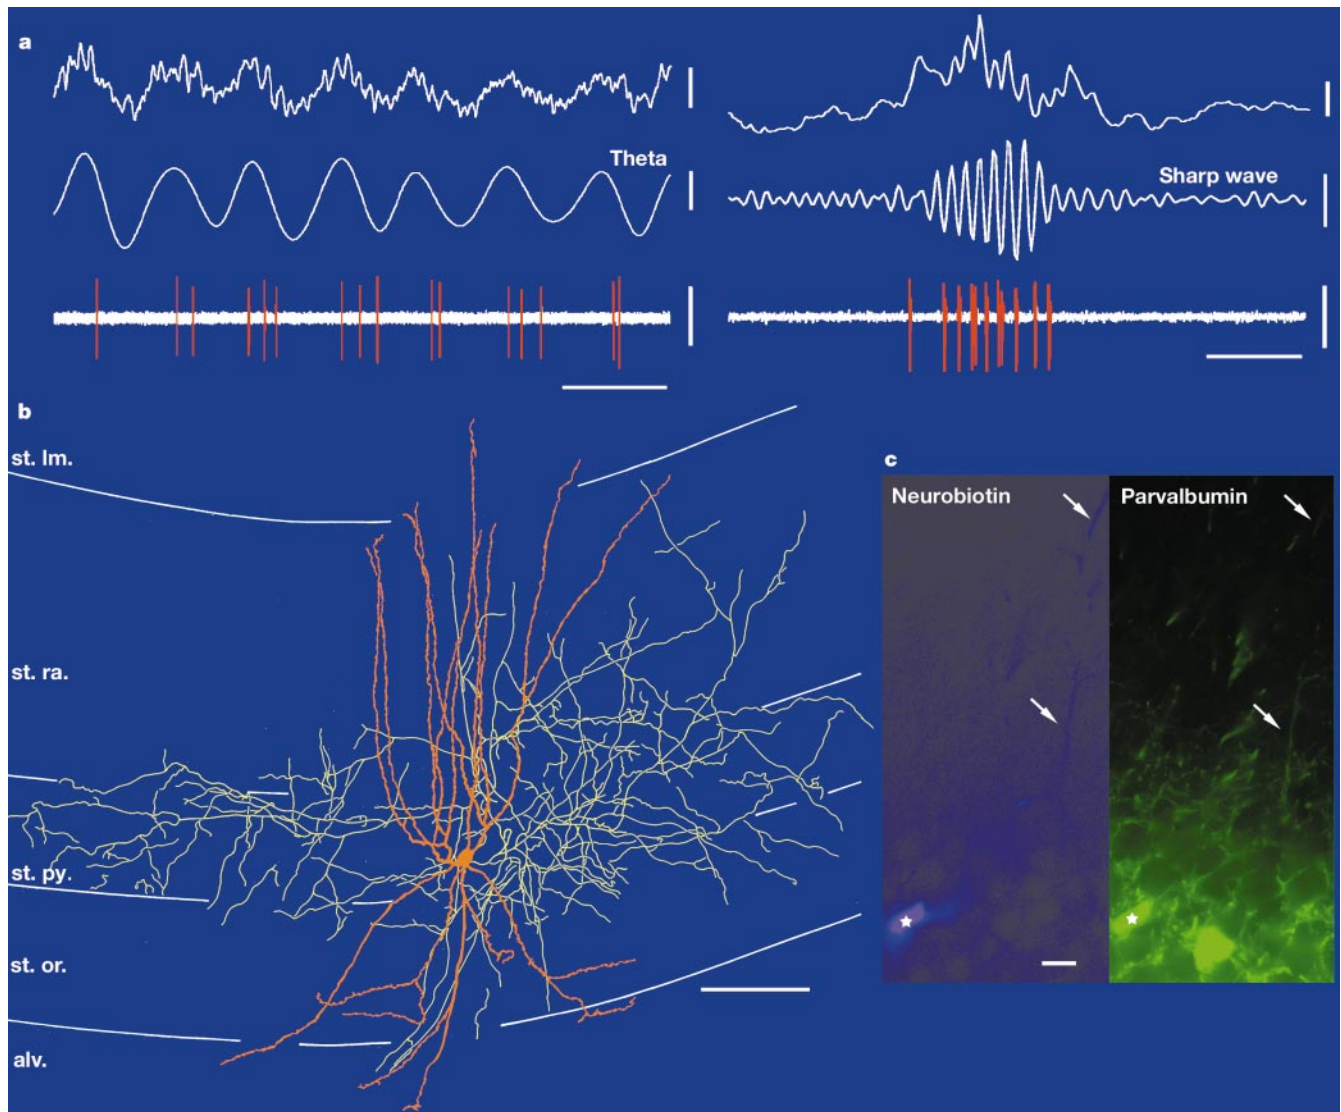 a
Theta
Sharp wave
b
st. lm.
st. ra.
st. py.
st. or.
alv.
c
Neurobiotin
Parvalbumin